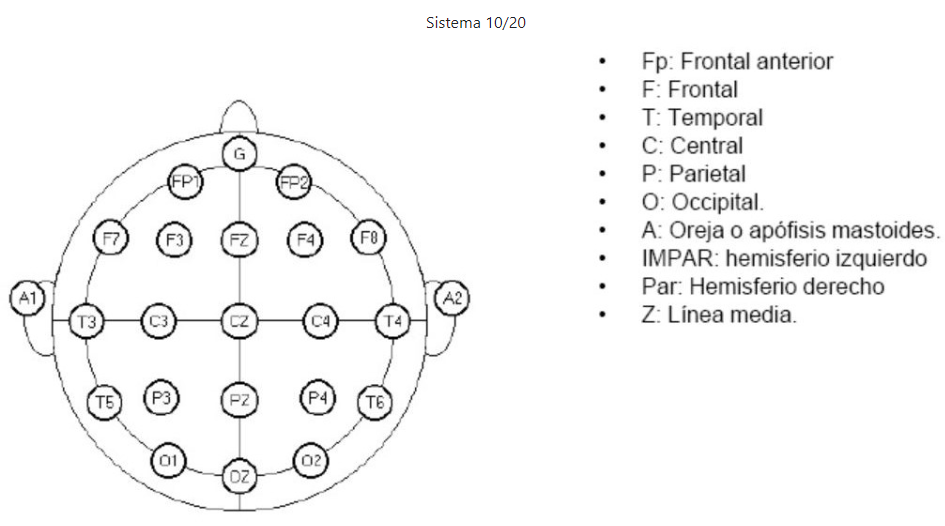 Sistema 10/20
G
FP1 FP2
F7 F3 FZ F4 F8
A1 A2
T3 C3 CZ C4 T4
T5 P3 PZ P4 T6
O1 OZ O2
• Fp: Frontal anterior
• F: Frontal
• T: Temporal
• C: Central
• P: Parietal
• O: Occipital.
• A: Oreja o apófisis mastoides.
• IMPAR: hemisferio izquierdo
• Par: Hemisferio derecho
• Z: Línea media.